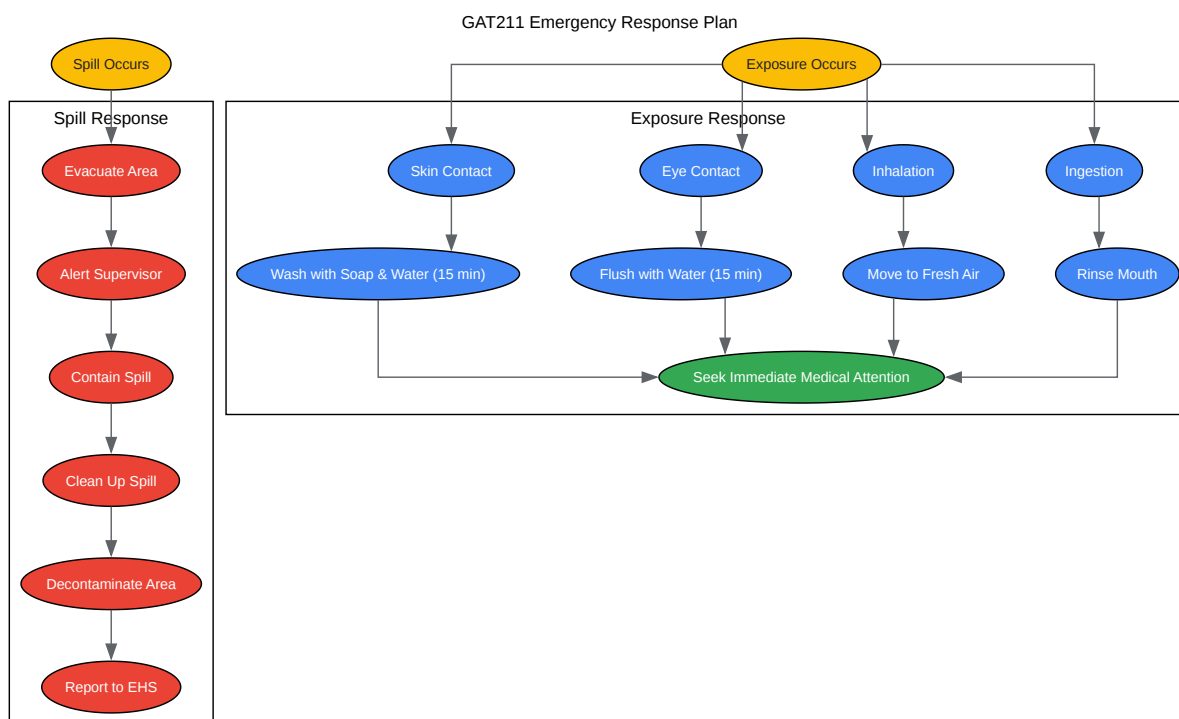 GAT211 Emergency Response Plan
Spill Occurs
Exposure Occurs
Spill Response
Exposure Response
Evacuate Area
Skin Contact
Eye Contact
Inhalation
Ingestion
Alert Supervisor
Wash with Soap & Water (15 min)
Flush with Water (15 min)
Move to Fresh Air
Rinse Mouth
Contain Spill
Seek Immediate Medical Attention
Clean Up Spill
Decontaminate Area
Report to EHS